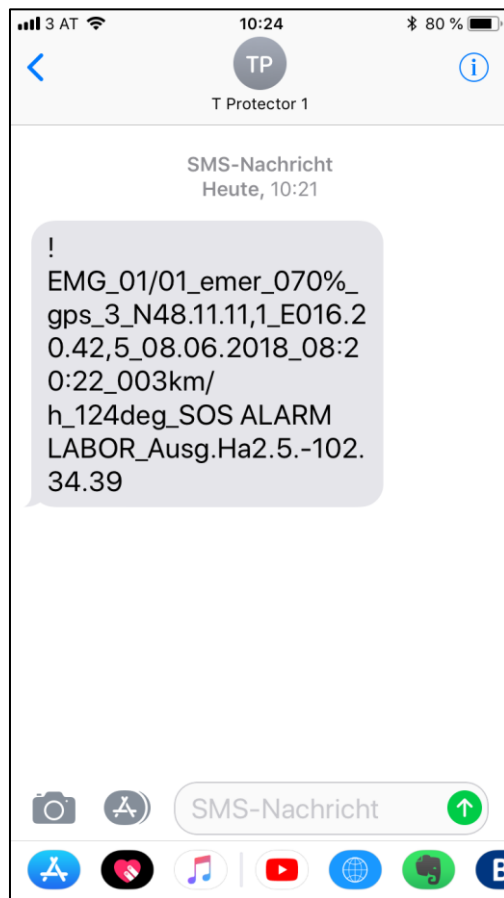 3 AT 10:24 80 %
TP
T Protector 1
SMS-Nachricht
Heute, 10:21
!
EMG_01/01_emer_070%_
gps_3_N48.11.11,1_E016.2
0.42,5_08.06.2018_08:2
0:22_003km/
h_124deg_SOS ALARM
LABOR_Ausg.Ha2.5.-102.
34.39
SMS-Nachricht
B